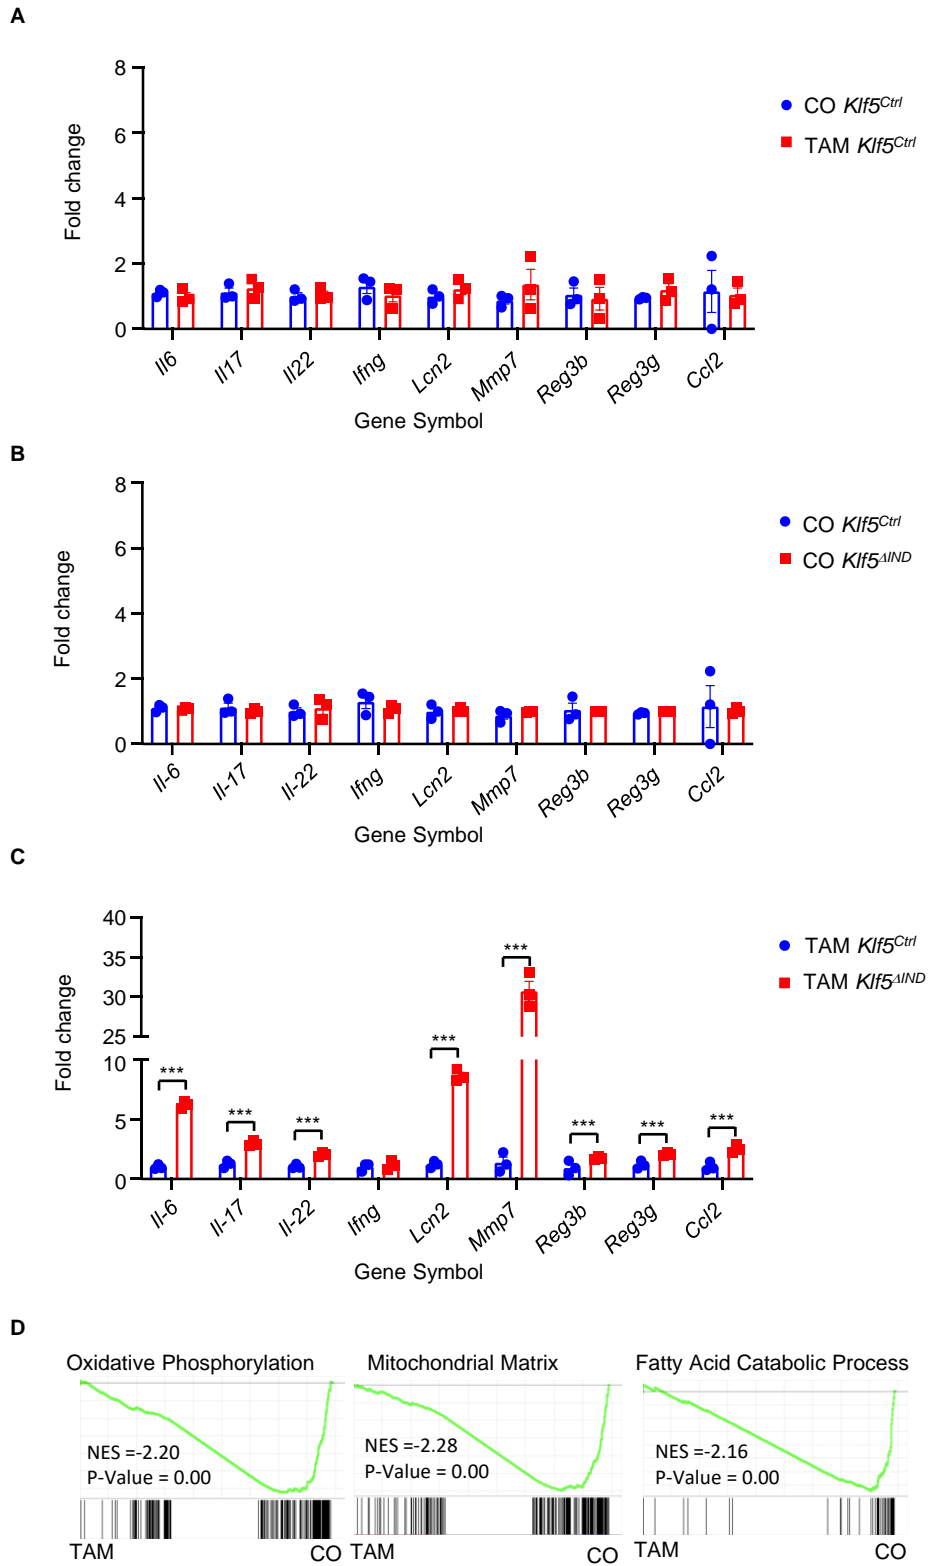 A
8
6
4
2
0
Fold change
CO Klf5Ctrl
TAM Klf5Ctrl
Il6 Il17 Il22 Ifng Lcn2 Mmp7 Reg3b Reg3g Ccl2
Gene Symbol
B
8
6
4
2
0
Fold change
CO Klf5Ctrl
CO Klf5ΔIND
Il-6 Il-17 Il-22 Ifng Lcn2 Mmp7 Reg3b Reg3g Ccl2
Gene Symbol
C
40
35
30
25
10
5
0
Fold change
TAM Klf5Ctrl
TAM Klf5ΔIND
*** *** *** *** *** *** *** ***
Il-6 Il-17 Il-22 Ifng Lcn2 Mmp7 Reg3b Reg3g Ccl2
Gene Symbol
D
Oxidative Phosphorylation
NES =-2.20
P-Value = 0.00
TAM CO
Mitochondrial Matrix
NES =-2.28
P-Value = 0.00
TAM CO
Fatty Acid Catabolic Process
NES =-2.16
P-Value = 0.00
TAM CO